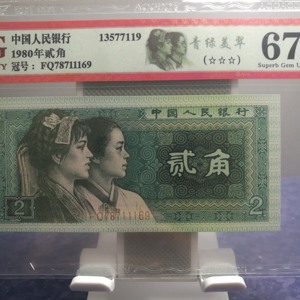 中国人民银行 13577119
1980年贰角
冠号：FQ78711169
青绿美翠
(☆☆☆)
67
Superb Gem U
中国人民银行
贰角
FQ78711169
2 2